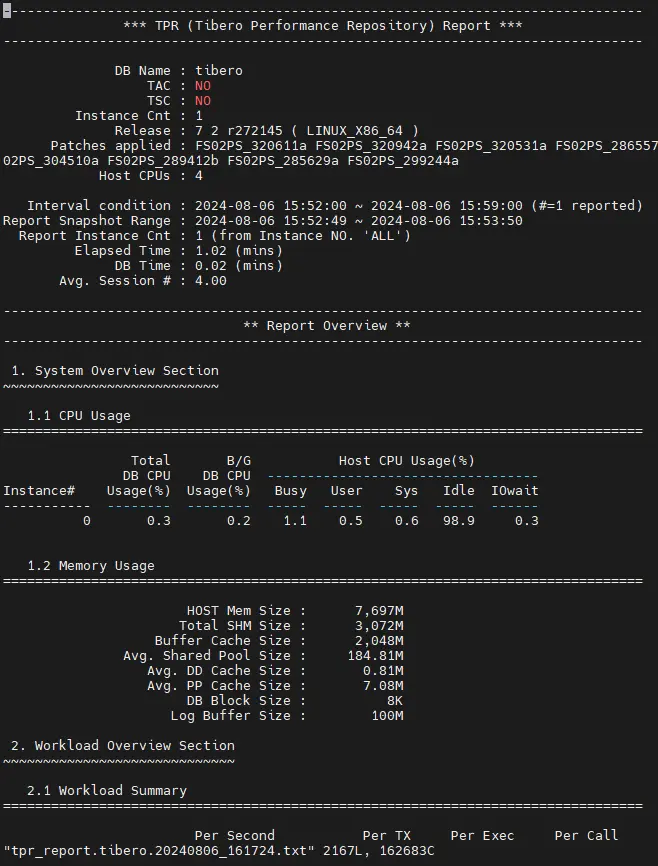 --------------------------------------------------------------------------------
*** TPR (Tibero Performance Repository) Report ***
--------------------------------------------------------------------------------
DB Name : tibero
TAC : NO
TSC : NO
Instance Cnt : 1
Release : 7 2 r272145 ( LINUX_X86_64 )
Patches applied : FS02PS_320611a FS02PS_320942a FS02PS_320531a FS02PS_286557
02PS_304510a FS02PS_289412b FS02PS_285629a FS02PS_299244a
Host CPUs : 4
Interval condition : 2024-08-06 15:52:00 ~ 2024-08-06 15:59:00 (#=1 reported)
Report Snapshot Range : 2024-08-06 15:52:49 ~ 2024-08-06 15:53:50
Report Instance Cnt : 1 (from Instance NO. 'ALL')
Elapsed Time : 1.02 (mins)
DB Time : 0.02 (mins)
Avg. Session # : 4.00
--------------------------------------------------------------------------------
** Report Overview **
--------------------------------------------------------------------------------
1. System Overview Section
~~~~~~~~~~~~~~~~~~~~~~~~~~~
1.1 CPU Usage
================================================================================
Total B/G Host CPU Usage(%)
DB CPU DB CPU ----------------------------------
Instance# Usage(%) Usage(%) Busy User Sys Idle IOwait
----------- -------- -------- ----- ----- ----- ----- ------
0 0.3 0.2 1.1 0.5 0.6 98.9 0.3
1.2 Memory Usage
================================================================================
HOST Mem Size : 7,697M
Total SHM Size : 3,072M
Buffer Cache Size : 2,048M
Avg. Shared Pool Size : 184.81M
Avg. DD Cache Size : 0.81M
Avg. PP Cache Size : 7.08M
DB Block Size : 8K
Log Buffer Size : 100M
2. Workload Overview Section
~~~~~~~~~~~~~~~~~~~~~~~~~~~~~
2.1 Workload Summary
================================================================================
Per Second Per TX Per Exec Per Call
"tpr_report.tibero.20240806_161724.txt" 2167L, 162683C